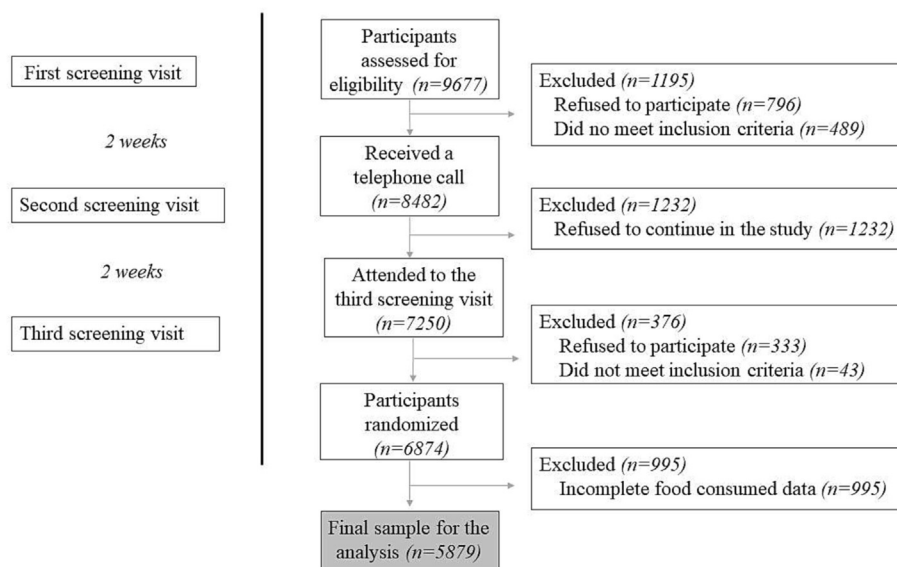 First screening visit
2 weeks
Second screening visit
2 weeks
Third screening visit
Participants
assessed for
eligibility (n=9677)
Excluded (n=1195)
Refused to participate (n=796)
Did no meet inclusion criteria (n=489)
Received a
telephone call
(n=8482)
Excluded (n=1232)
Refused to continue in the study (n=1232)
Attended to the
third screening visit
(n=7250)
Excluded (n=376)
Refused to participate (n=333)
Did not meet inclusion criteria (n=43)
Participants
randomized
(n=6874)
Excluded (n=995)
Incomplete food consumed data (n=995)
Final sample for the
analysis (n=5879)